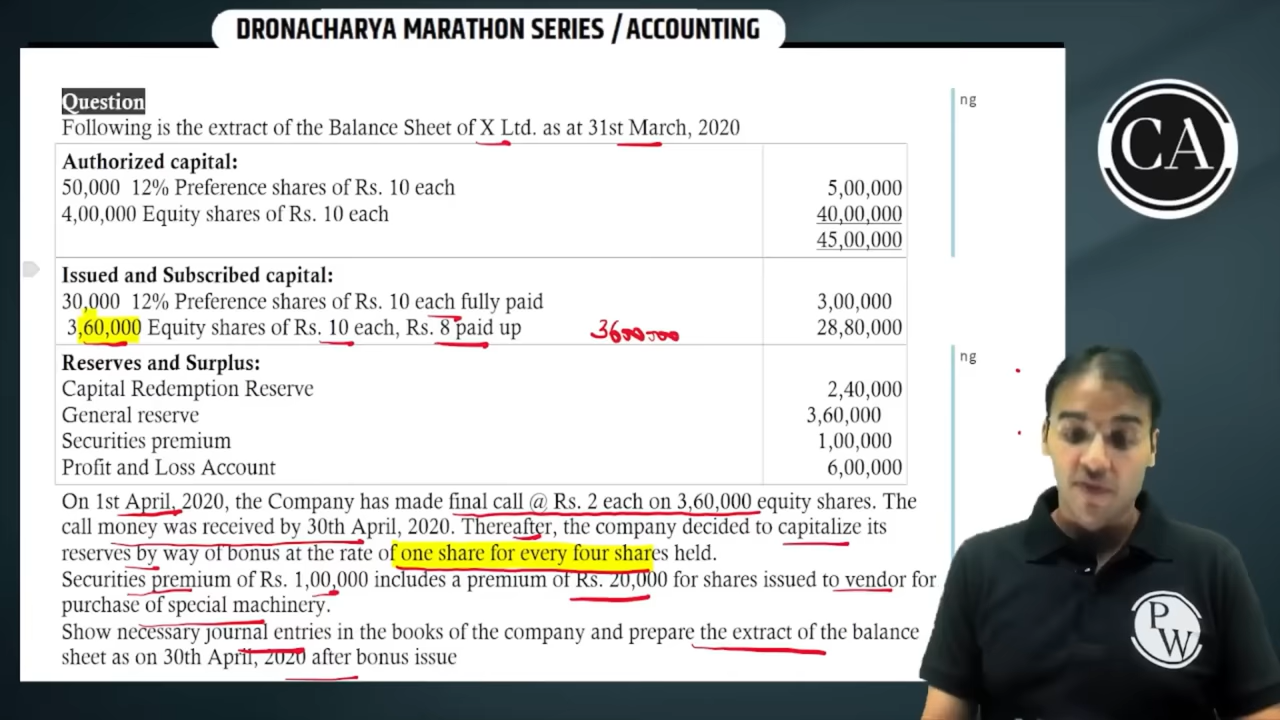 DRONACHARYA MARATHON SERIES / ACCOUNTING
Question
Following is the extract of the Balance Sheet of X Ltd. as at 31st March, 2020
Authorized capital:
50,000 12% Preference shares of Rs. 10 each 5,00,000
4,00,000 Equity shares of Rs. 10 each 40,00,000
45,00,000
Issued and Subscribed capital:
30,000 12% Preference shares of Rs. 10 each fully paid 3,00,000
3,60,000 Equity shares of Rs. 10 each, Rs. 8 paid up 3600000 28,80,000
Reserves and Surplus:
Capital Redemption Reserve 2,40,000
General reserve 3,60,000
Securities premium 1,00,000
Profit and Loss Account 6,00,000
On 1st April, 2020, the Company has made final call @ Rs. 2 each on 3,60,000 equity shares. The
call money was received by 30th April, 2020. Thereafter, the company decided to capitalize its
reserves by way of bonus at the rate of one share for every four shares held.
Securities premium of Rs. 1,00,000 includes a premium of Rs. 20,000 for shares issued to vendor for
purchase of special machinery.
Show necessary journal entries in the books of the company and prepare the extract of the balance
sheet as on 30th April, 2020 after bonus issue
ng
ng
CA
P
W